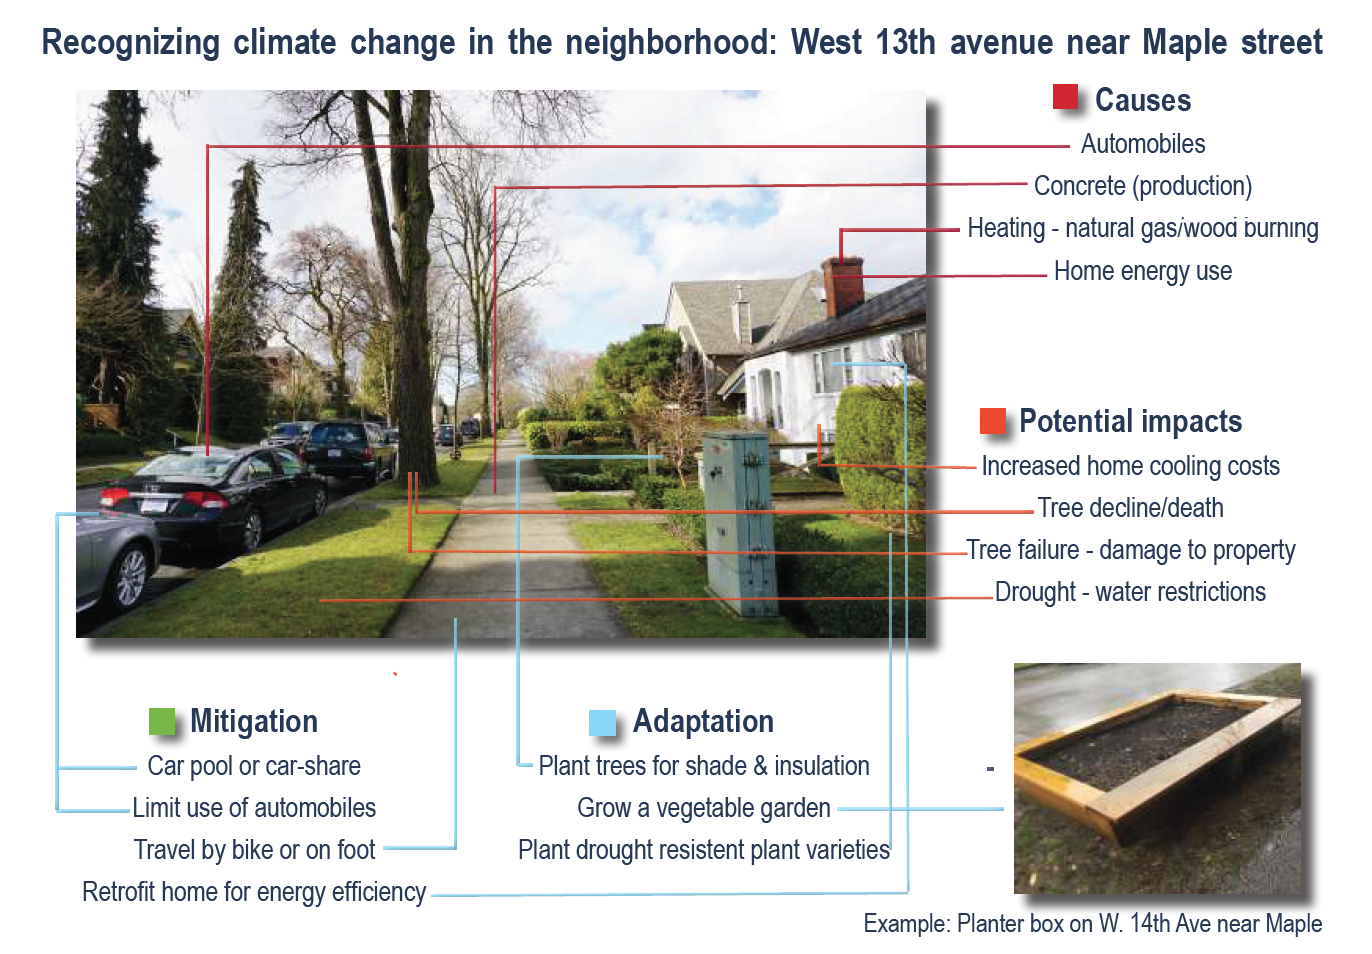 Recognizing climate change in the neighborhood: West 13th avenue near Maple street
Causes
Automobiles
Concrete (production)
Heating - natural gas/wood burning
Home energy use
Potential impacts
Increased home cooling costs
Tree decline/death
Tree failure - damage to property
Drought - water restrictions
Mitigation
Car pool or car-share
Limit use of automobiles
Travel by bike or on foot
Retrofit home for energy efficiency
Adaptation
Plant trees for shade & insulation
Grow a vegetable garden
Plant drought resistent plant varieties
-
Example: Planter box on W. 14th Ave near Maple